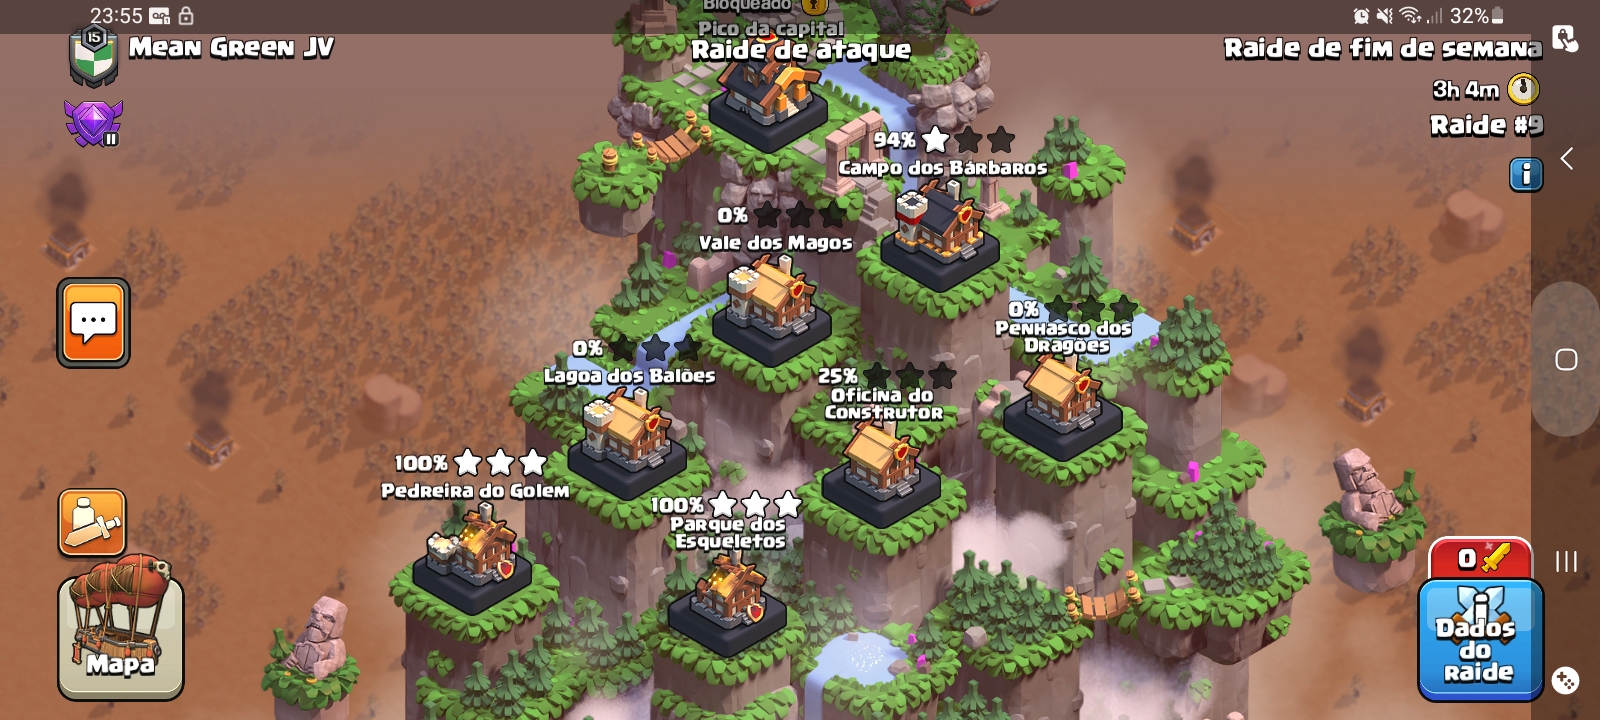 23:55
32%
Bloqueado
Pico da capital
15
Mean Green JV
Raide de ataque
Raide de fim de semana
3h 4m
Raide #9
94%
Campo dos Bárbaros
0%
Vale dos Magos
0%
Penhasco dos
Dragões
0%
Lagoa dos Balões
25%
Oficina do
Construtor
100%
Pedreira do Golem
100%
Parque dos
Esqueletos
0
Mapa
Dados
do
raide